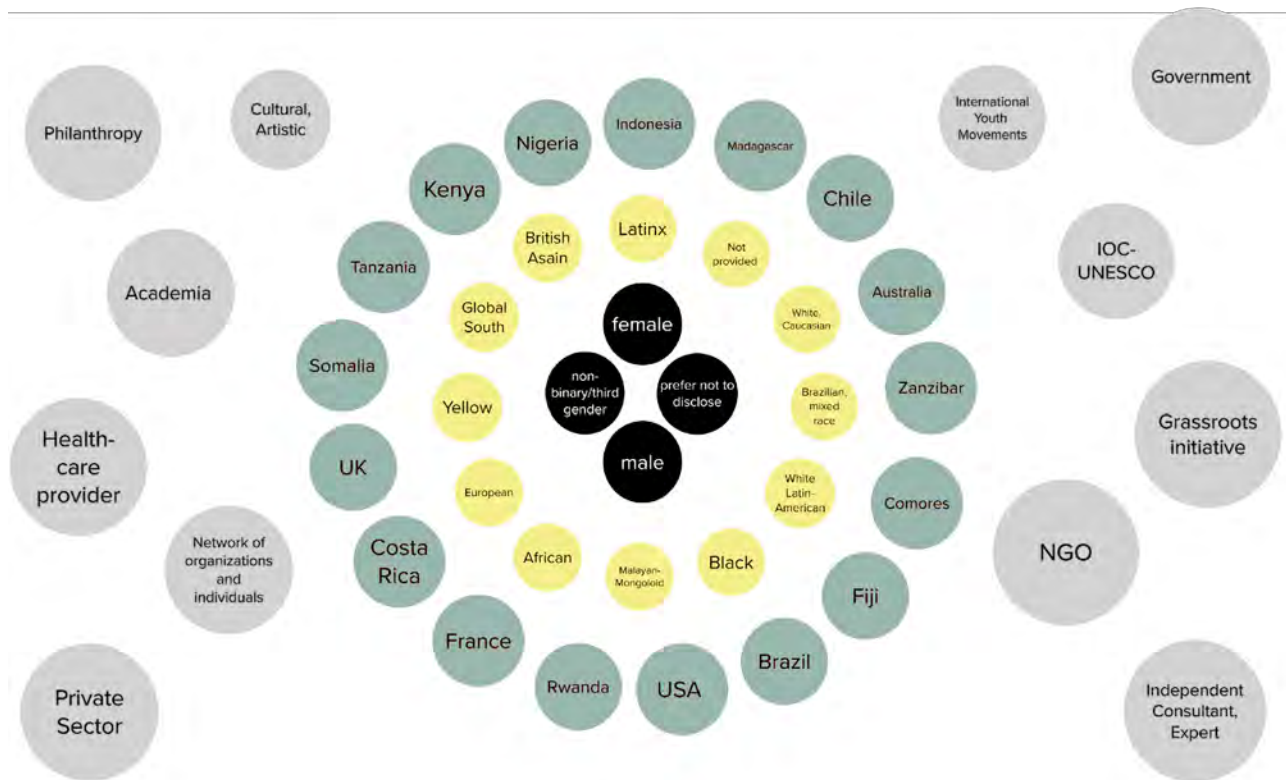 Philanthropy
Cultural,
Artistic
Academia
Health-
care
provider
Network of
organizations
and
individuals
Private
Sector
Indonesia
Madagascar
Chile
Australia
Zanzibar
Comores
Fiji
Brazil
USA
Rwanda
France
Costa
Rica
UK
Somalia
Tanzania
Kenya
Nigeria
Latinx
Not
provided
White,
Caucasian
Brazilian,
mixed
race
White
Latin-
American
Black
Malayan-
Mongoloid
African
European
Yellow
Global
South
British
Asain
female
non-
binary/third
gender
prefer not to
disclose
male
International
Youth
Movements
Government
IOC-
UNESCO
Grassroots
initiative
NGO
Independent
Consultant,
Expert